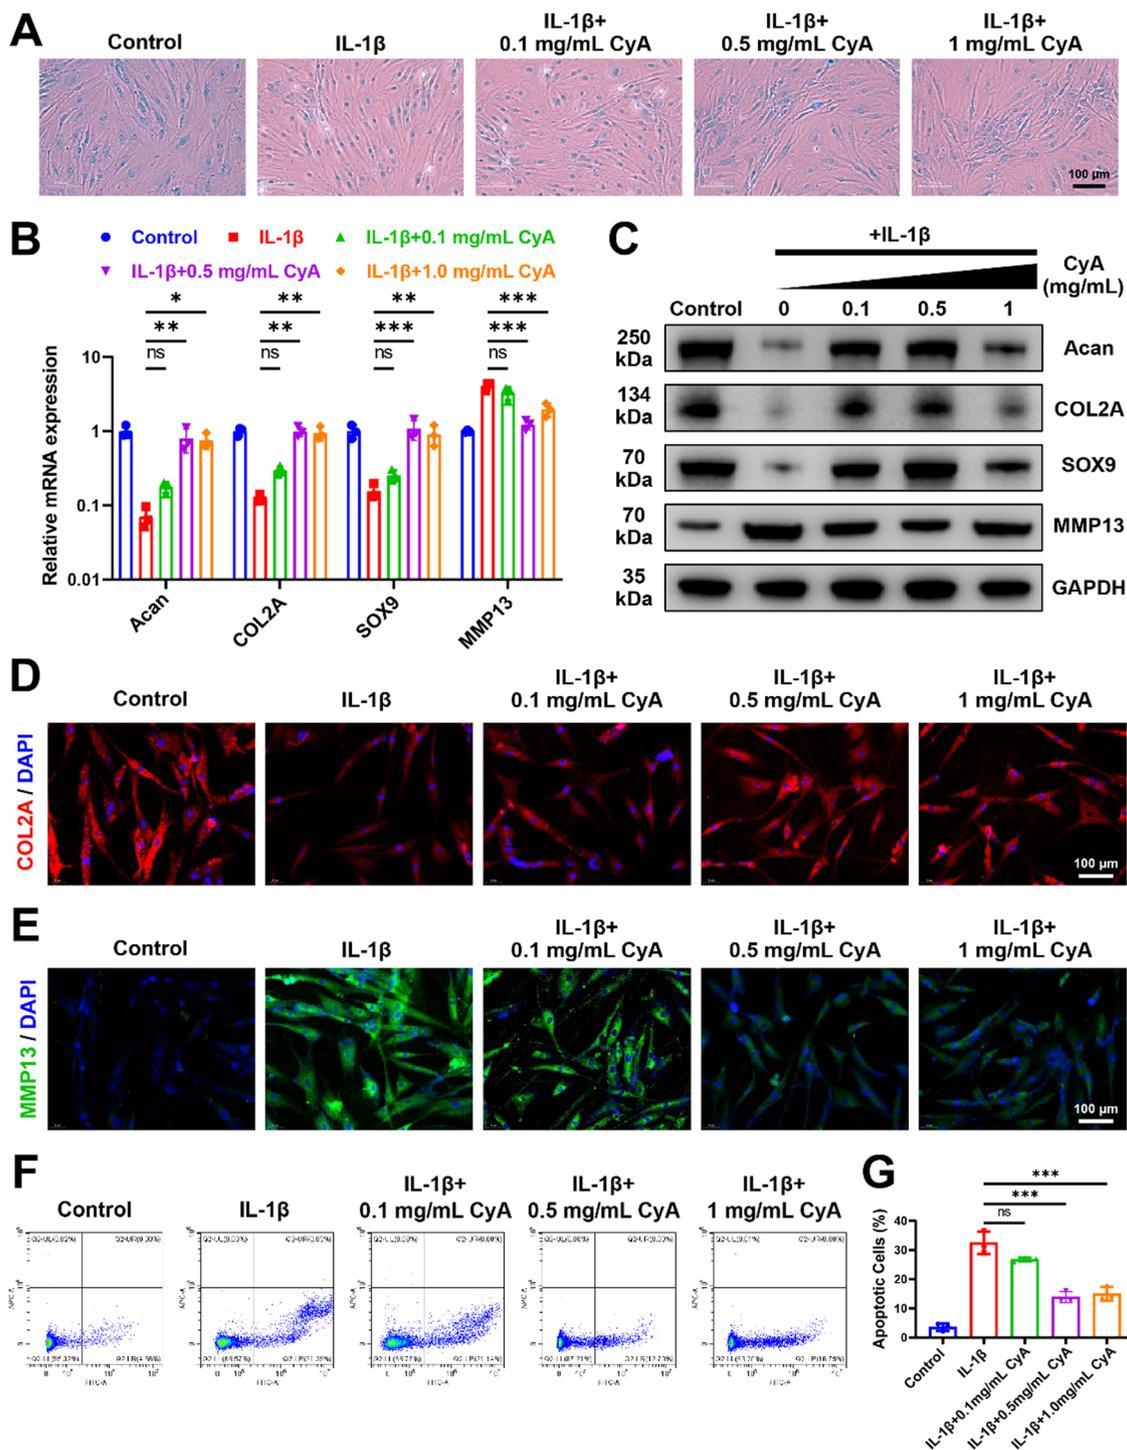 A
Control
IL-1β
IL-1β+
0.1 mg/mL CyA
IL-1β+
0.5 mg/mL CyA
IL-1β+
1 mg/mL CyA
100 μm
B
Control
IL-1β
IL-1β+0.1 mg/mL CyA
IL-1β+0.5 mg/mL CyA
IL-1β+1.0 mg/mL CyA
* ** ** ***
** ** *** ***
ns ns ns ns
Relative mRNA expression
10
1
0.1
0.01
Acan
COL2A
SOX9
MMP13
C
+IL-1β
CyA
(mg/mL)
Control 0 0.1 0.5 1
250
kDa
Acan
134
kDa
COL2A
70
kDa
SOX9
70
kDa
MMP13
35
kDa
GAPDH
D
Control
IL-1β
IL-1β+
0.1 mg/mL CyA
IL-1β+
0.5 mg/mL CyA
IL-1β+
1 mg/mL CyA
COL2A / DAPI
100 μm
E
Control
IL-1β
IL-1β+
0.1 mg/mL CyA
IL-1β+
0.5 mg/mL CyA
IL-1β+
1 mg/mL CyA
MMP13 / DAPI
100 μm
F
Control
IL-1β
IL-1β+
0.1 mg/mL CyA
IL-1β+
0.5 mg/mL CyA
IL-1β+
1 mg/mL CyA
FITC-A
FITC-A
FITC-A
FITC-A
FITC-A
G
***
***
ns
Apoptotic Cells (%)
40
30
20
10
0
Control
IL-1β
IL-1β+0.1mg/mL CyA
IL-1β+0.5mg/mL CyA
IL-1β+1.0mg/mL CyA